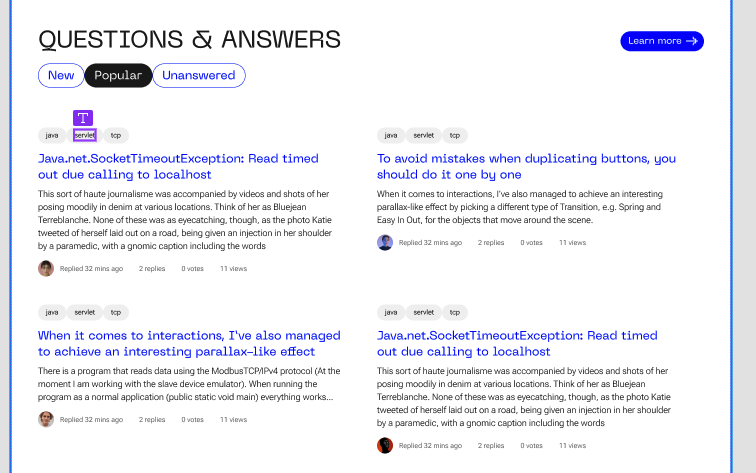 QUESTIONS & ANSWERS
Learn more
New
Popular
Unanswered
T
java
servlet
tcp
Java.net.SocketTimeoutException: Read timed
out due calling to localhost
This sort of haute journalisme was accompanied by videos and shots of her
posing moodily in denim at various locations. Think of her as Bluejean
Terreblanche. None of these was as eyecatching, though, as the photo Katie
tweeted of herself laid out on a road, being given an injection in her shoulder
by a paramedic, with a gnomic caption including the words
Replied 32 mins ago
2 replies
0 votes
11 views
java
servlet
tcp
To avoid mistakes when duplicating buttons, you
should do it one by one
When it comes to interactions, I've also managed to achieve an interesting
parallax-like effect by picking a different type of Transition, e.g. Spring and
Easy In Out, for the objects that move around the scene.
Replied 32 mins ago
2 replies
0 votes
11 views
java
servlet
tcp
When it comes to interactions, I've also managed
to achieve an interesting parallax-like effect
There is a program that reads data using the ModbusTCP/IPv4 protocol (At the
moment I am working with the slave device emulator). When running the
program as a normal application (public static void main) everything works...
Replied 32 mins ago
2 replies
0 votes
11 views
java
servlet
tcp
Java.net.SocketTimeoutException: Read timed
out due calling to localhost
This sort of haute journalisme was accompanied by videos and shots of her
posing moodily in denim at various locations. Think of her as Bluejean
Terreblanche. None of these was as eyecatching, though, as the photo Katie
tweeted of herself laid out on a road, being given an injection in her shoulder
by a paramedic, with a gnomic caption including the words
Replied 32 mins ago
2 replies
0 votes
11 views